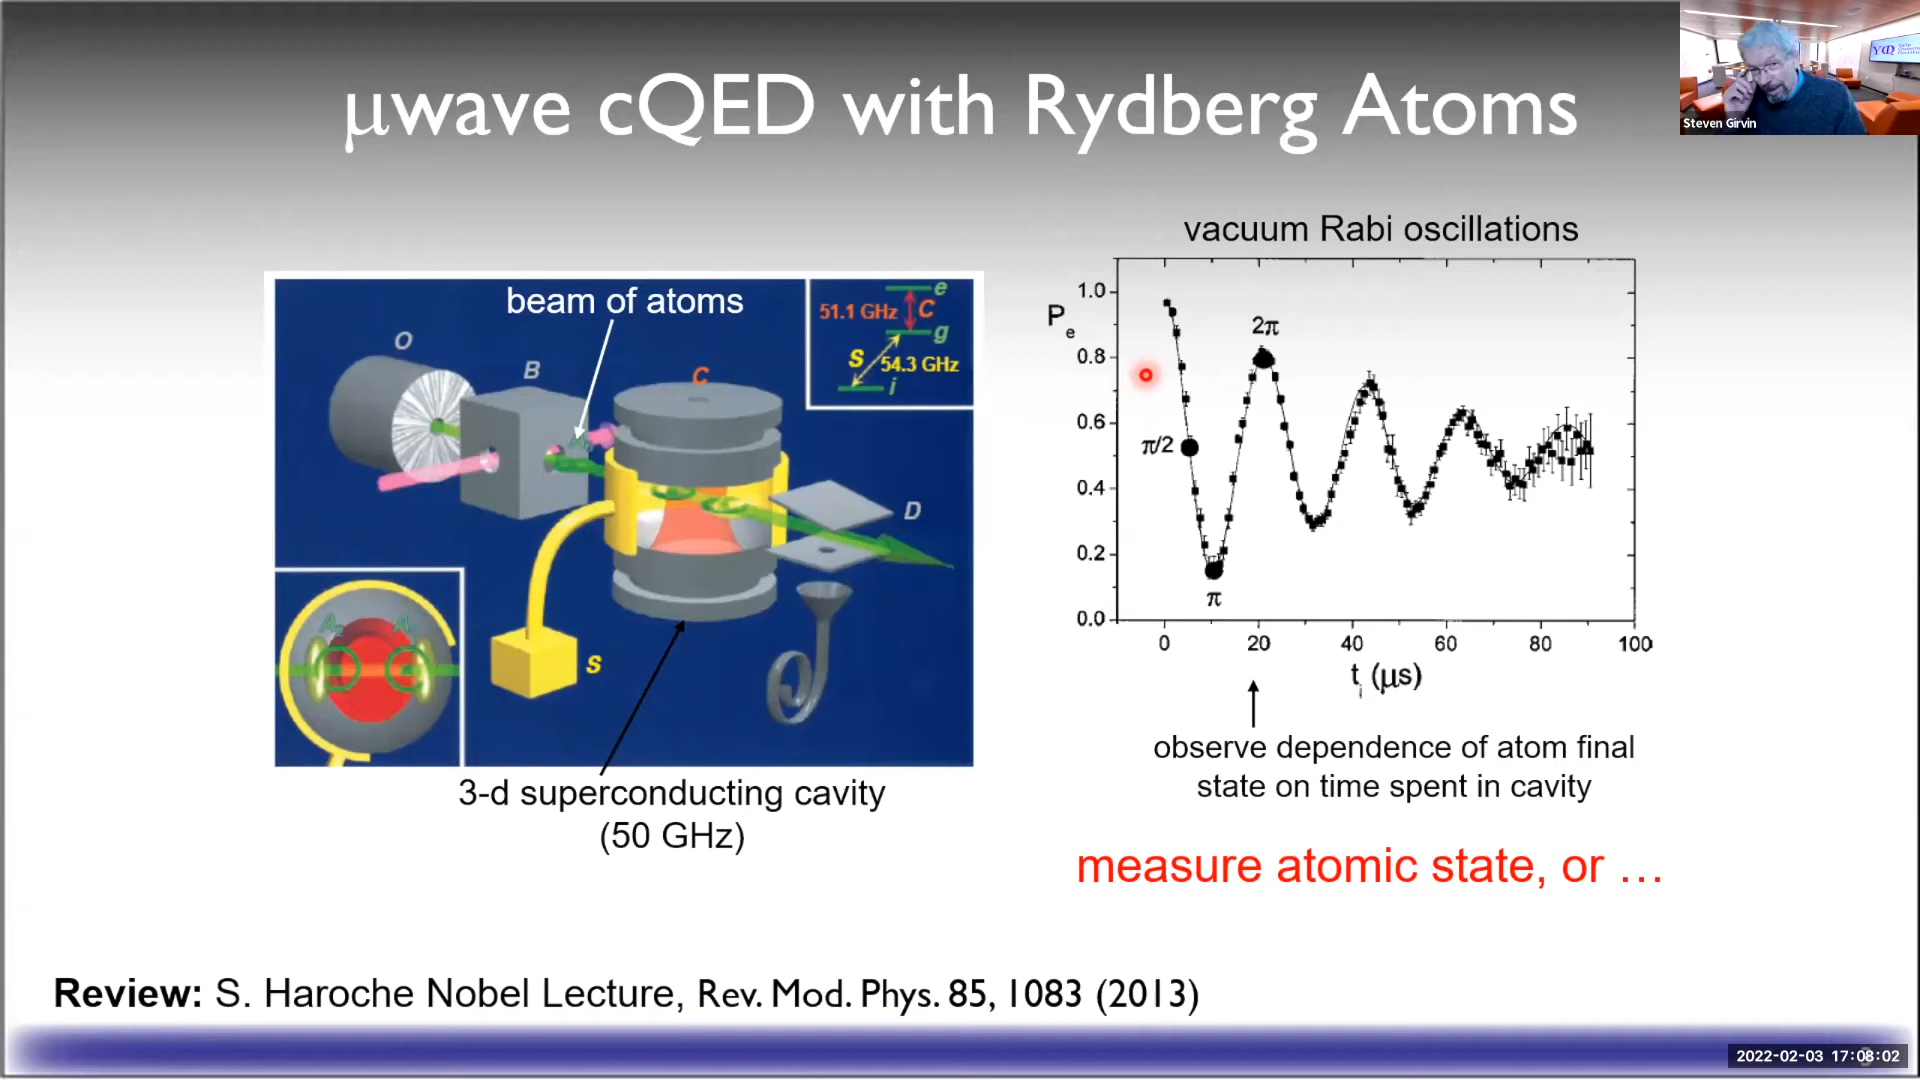 μwave cQED with Rydberg Atoms
Steven Girvin
beam of atoms
O
B
C
D
S
51.1 GHz
C
e
g
S
54.3 GHz
i
A₂
3-d superconducting cavity
(50 GHz)
vacuum Rabi oscillations
Pe
1.0
0.8
0.6
0.4
0.2
0.0
2π
π/2
π
0 20 40 60 80 100
ti (μs)
observe dependence of atom final
state on time spent in cavity
measure atomic state, or …
Review: S. Haroche Nobel Lecture, Rev. Mod. Phys. 85, 1083 (2013)
2022-02-03 17:08:02